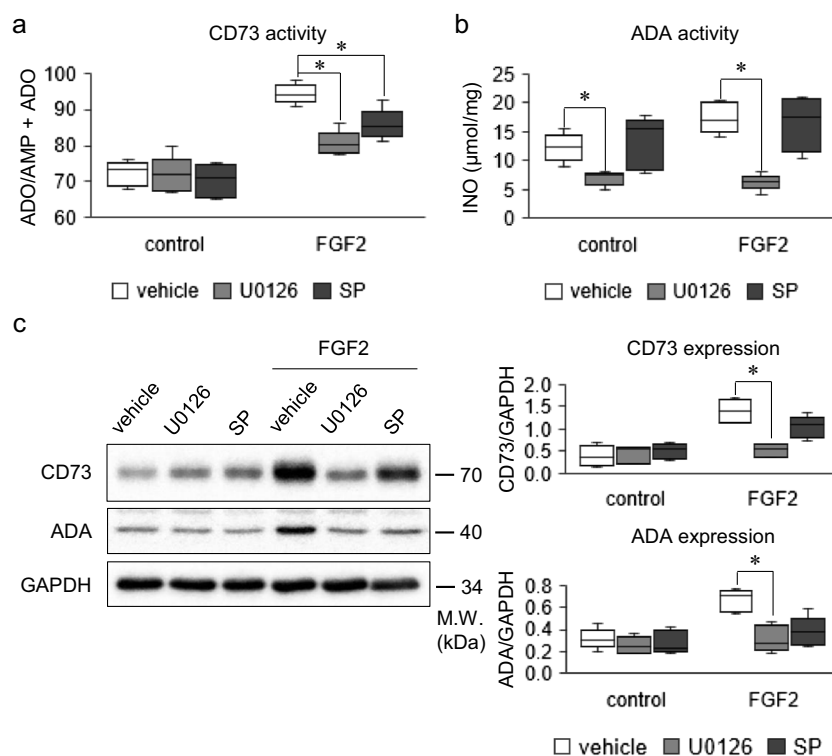 a
CD73 activity
ADO/AMP + ADO
100
90
80
70
60
* *
control FGF2
vehicle U0126 SP
b
ADA activity
INO (µmol/mg)
25
20
15
10
5
0
* *
control FGF2
vehicle U0126 SP
c
FGF2
vehicle U0126 SP vehicle U0126 SP
CD73 70
ADA 40
GAPDH 34
M.W.
(kDa)
CD73 expression
CD73/GAPDH
2.0
1.5
1.0
0.5
0.0
*
control FGF2
ADA expression
ADA/GAPDH
0.8
0.6
0.4
0.2
0.0
*
control FGF2
vehicle U0126 SP